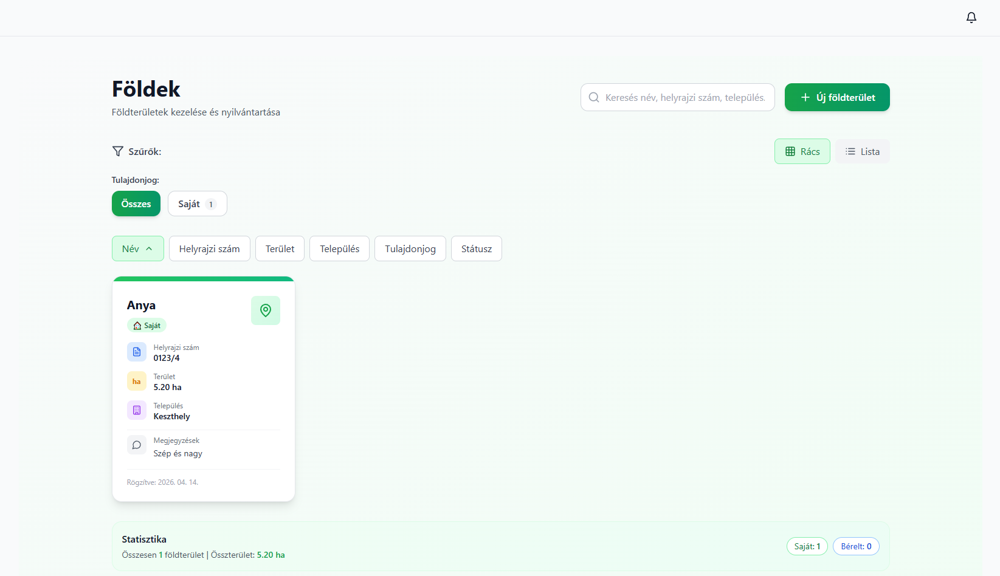 Földek
Földterületek kezelése és nyilvántartása
Keresés név, helyrajzi szám, település.
Új földterület
Szűrők:
Rács
Lista
Tulajdonjog:
Összes
Saját 1
Név
Helyrajzi szám
Terület
Település
Tulajdonjog
Státusz
Anya
Saját
Helyrajzi szám
0123/4
ha
Terület
5.20 ha
Település
Keszthely
Megjegyzések
Szép és nagy
Rögzítve: 2026. 04. 14.
Statisztika
Összesen 1 földterület | Összterület: 5.20 ha
Saját: 1
Bérelt: 0